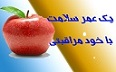 یک عمر سلامت
با خود مراقبتی